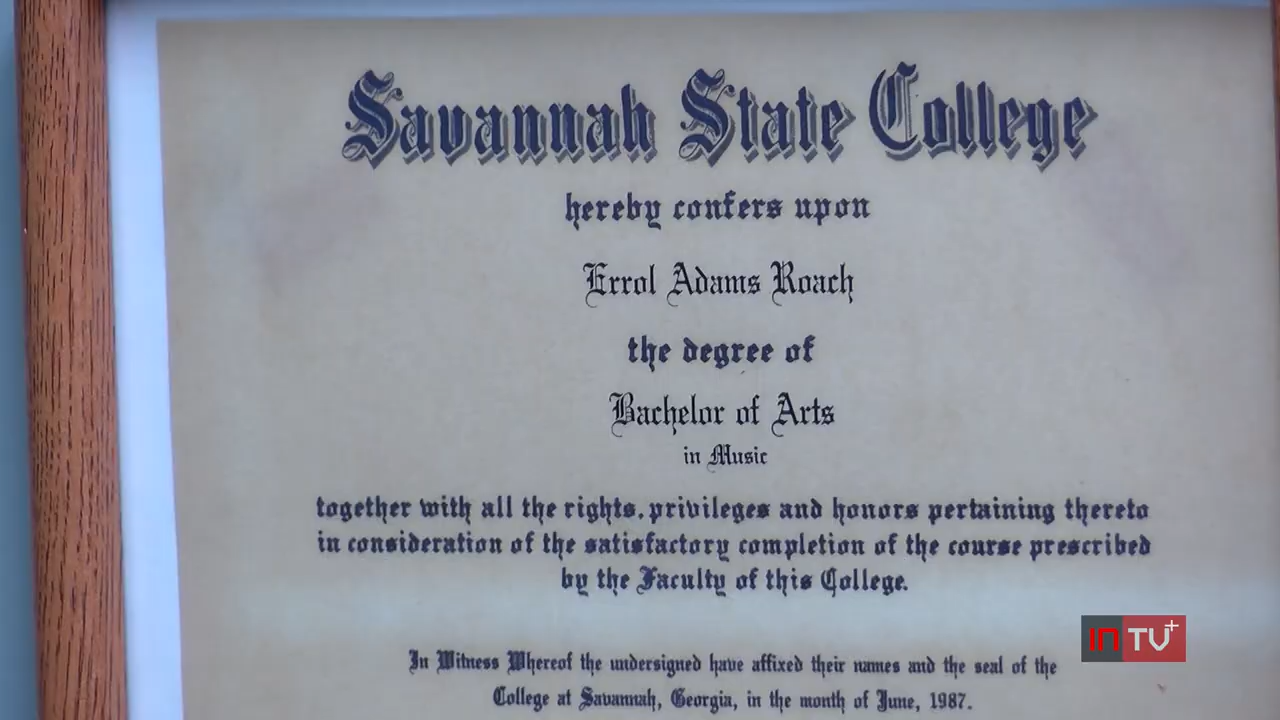 Savannah State College
hereby confers upon
Errol Adams Roach
the degree of
Bachelor of Arts
in Music
together with all the rights, privileges and honors pertaining thereto
in consideration of the satisfactory completion of the course prescribed
by the Faculty of this College.
In Witness Whereof the undersigned have affixed their names and the seal of the
College at Savannah, Georgia, in the month of June, 1987.
IN TV+